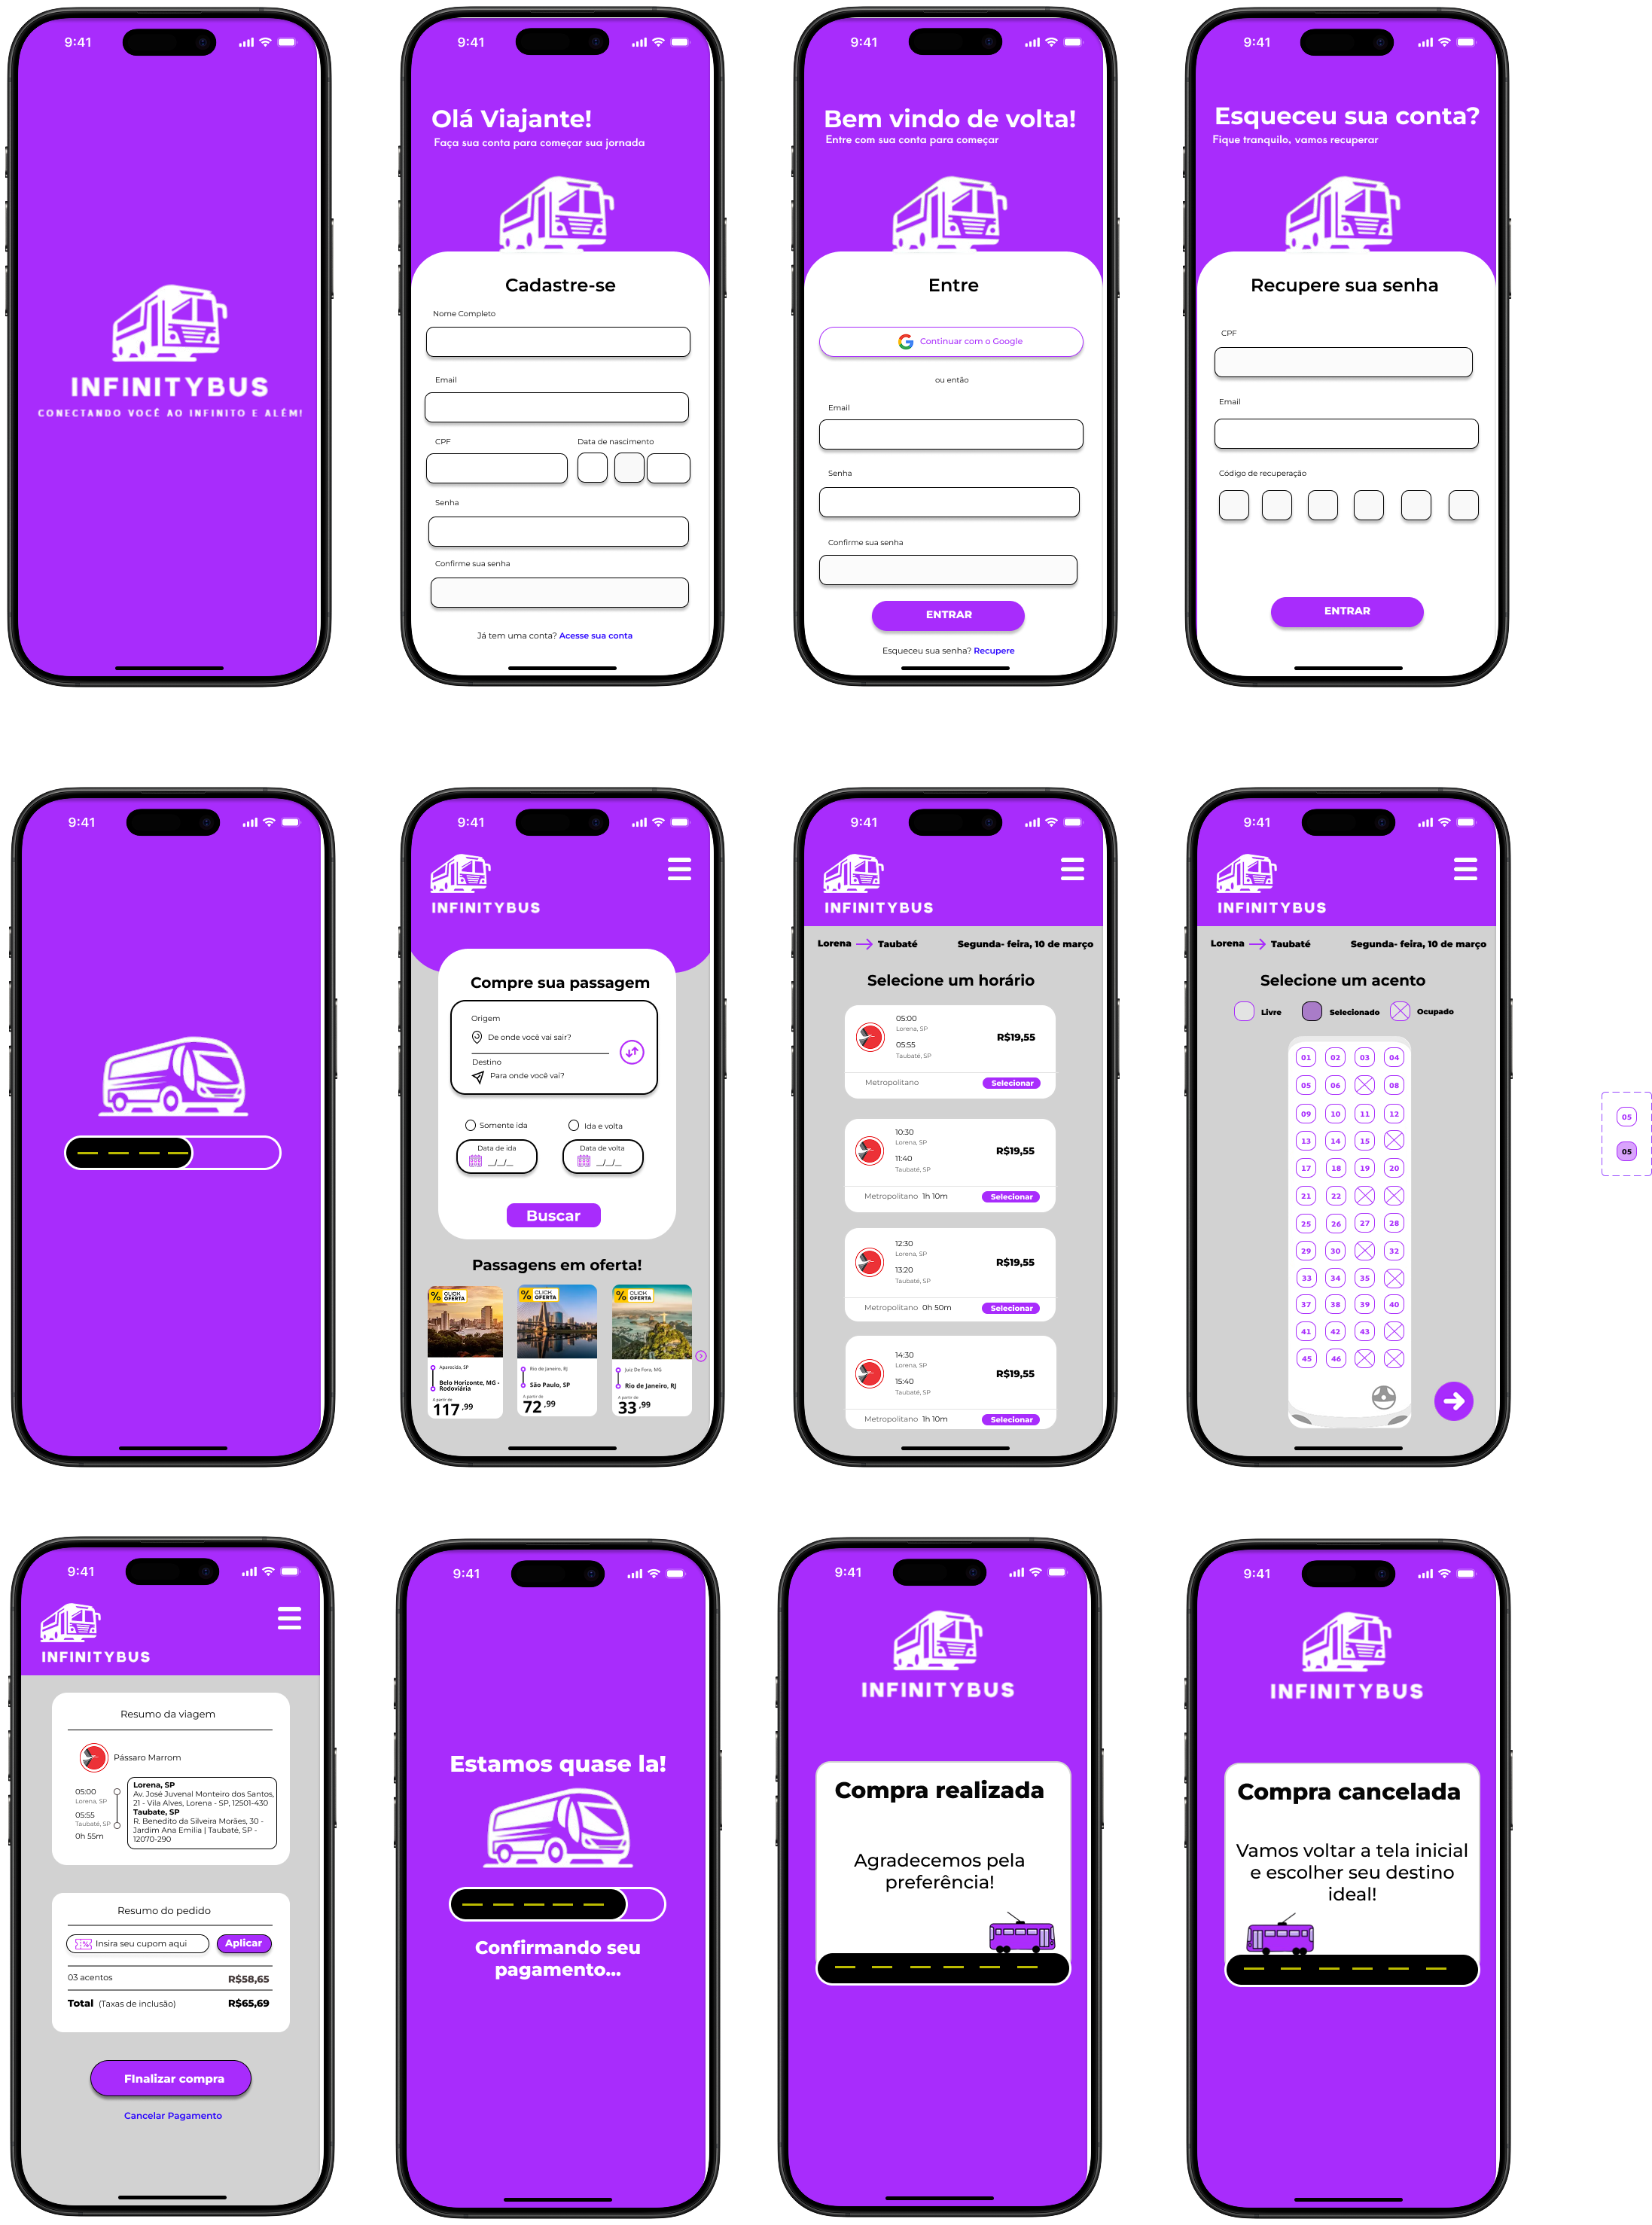 9:41
INFINITYBUS
CONECTANDO VOCÊ AO INFINITO E ALÉM!
9:41
Olá Viajante!
Faça sua conta para começar sua jornada
Cadastre-se
Nome Completo
Email
CPF
Data de nascimento
Senha
Confirme sua senha
Já tem uma conta? Acesse sua conta
9:41
Bem vindo de volta!
Entre com sua conta para começar
Entre
Continuar com o Google
ou então
Email
Senha
Confirme sua senha
ENTRAR
Esqueceu sua senha? Recupere
9:41
Esqueceu sua conta?
Fique tranquilo, vamos recuperar
Recupere sua senha
CPF
Email
Código de recuperação
ENTRAR
9:41
9:41
INFINITYBUS
Compre sua passagem
Origem
De onde você vai sair?
Destino
Para onde você vai?
Somente ida
Ida e volta
Data de ida
__/__/__
Data de volta
__/__/__
Buscar
Passagens em oferta!
% CLICK OFERTA
Aparecida, SP
Belo Horizonte, MG -
Rodoviária
A partir de
117,99
% CLICK OFERTA
Rio de Janeiro, RJ
São Paulo, SP
A partir de
72,99
% CLICK OFERTA
Juiz De Fora, MG
Rio de Janeiro, RJ
A partir de
33,99
9:41
INFINITYBUS
Lorena Taubaté Segunda- feira, 10 de março
Selecione um horário
05:00
Lorena, SP
05:55
Taubaté, SP
R$19,55
Metropolitano
Selecionar
10:30
Lorena, SP
11:40
Taubaté, SP
R$19,55
Metropolitano 1h 10m
Selecionar
12:30
Lorena, SP
13:20
Taubaté, SP
R$19,55
Metropolitano 0h 50m
Selecionar
14:30
Lorena, SP
15:40
Taubaté, SP
R$19,55
Metropolitano 1h 10m
Selecionar
9:41
INFINITYBUS
Lorena Taubaté Segunda- feira, 10 de março
Selecione um acento
Livre Selecionado Ocupado
01 02 03 04
05 06 08
09 10 11 12
13 14 15
17 18 19 20
21 22
25 26 27 28
29 30 32
33 34 35
37 38 39 40
41 42 43
45 46
05
05
9:41
INFINITYBUS
Resumo da viagem
Pássaro Marrom
05:00
Lorena, SP
05:55
Taubaté, SP
0h 55m
Lorena, SP
Av. José Juvenal Monteiro dos Santos,
21 - Vila Alves, Lorena - SP, 12501-430
Taubate, SP
R. Benedito da Silveira Morães, 30 -
Jardim Ana Emilia | Taubaté, SP -
12070-290
Resumo do pedido
Insira seu cupom aqui
Aplicar
03 acentos R$58,65
Total (Taxas de inclusão) R$65,69
FInalizar compra
Cancelar Pagamento
9:41
Estamos quase la!
Confirmando seu
pagamento...
9:41
INFINITYBUS
Compra realizada
Agradecemos pela
preferência!
9:41
INFINITYBUS
Compra cancelada
Vamos voltar a tela inicial
e escolher seu destino
ideal!